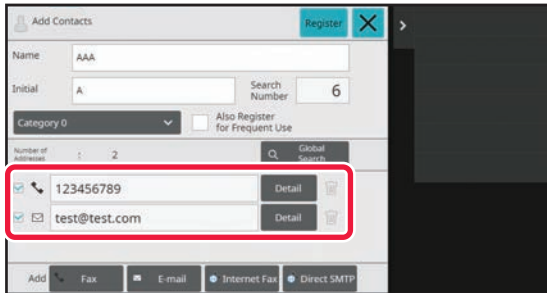 Add Contacts
Register
Name
AAA
Initial
A
Search
Number
6
Category 0
Also Register
for Frequent Use
Number of
Addresses
:
2
Global
Search
123456789
Detail
test@test.com
Detail
Add
Fax
E-mail
Internet Fax
Direct SMTP